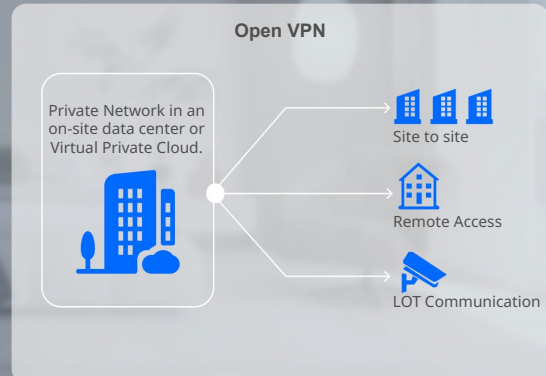 Open VPN
Private Network in an
on-site data center or
Virtual Private Cloud.
Site to site
Remote Access
LOT Communication